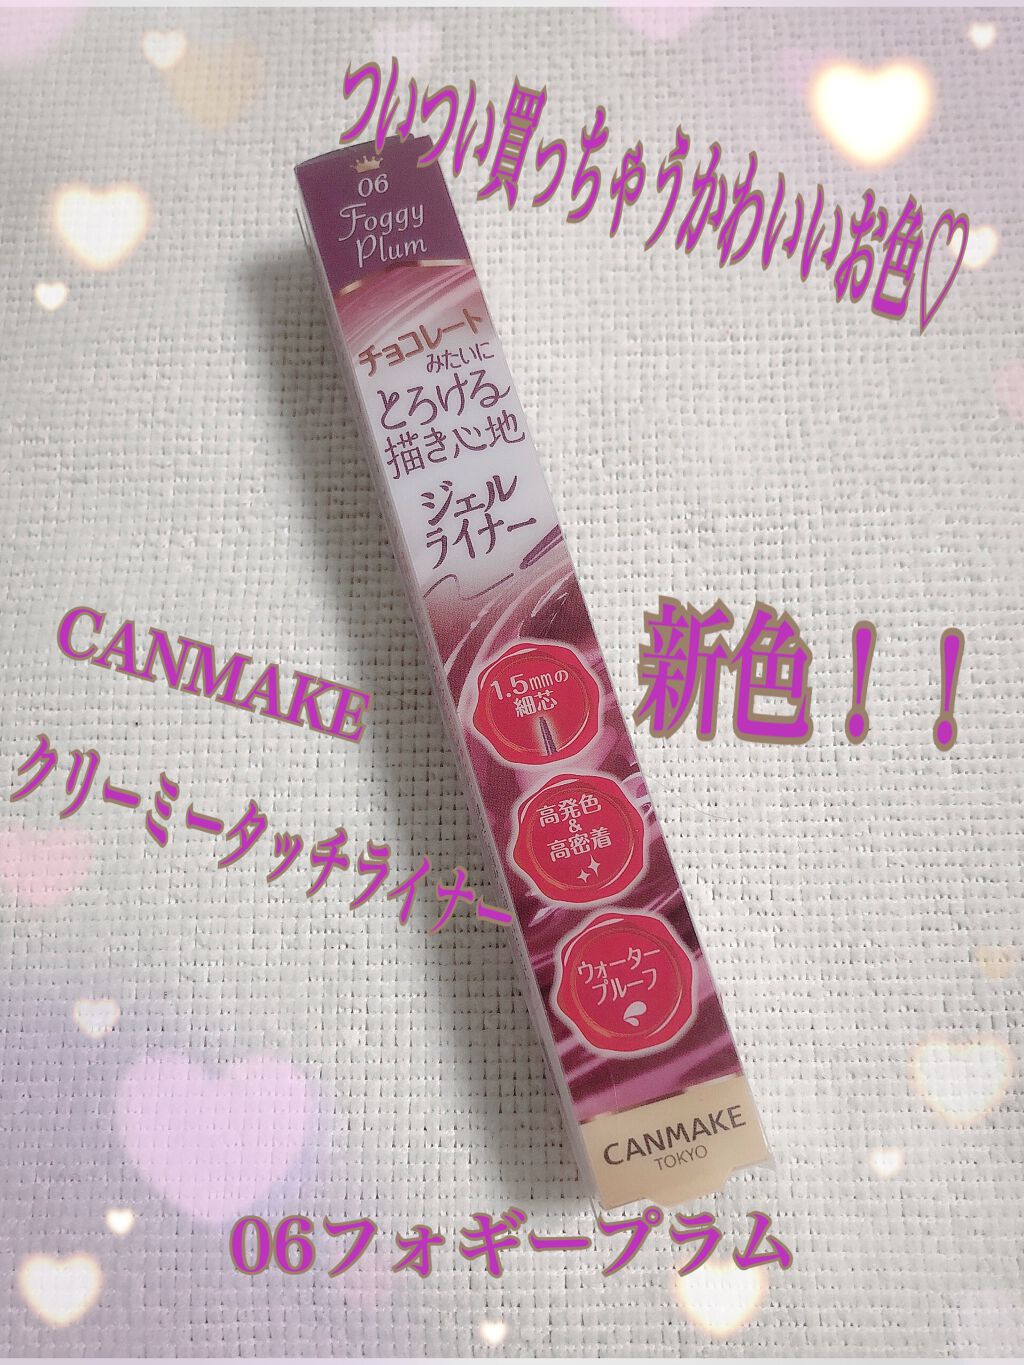 ついつい買っちゃうかわいいお色♡
06
Foggy
Plum
チョコレート
みたいに
とろける
描き心地
ジェル
ライナー
1.5mmの
細芯
高発色
&
高密着
ウォーター
プルーフ
CANMAKE
TOKYO
新色！！
CANMAKE
クリーミータッチライナー
06フォギープラム